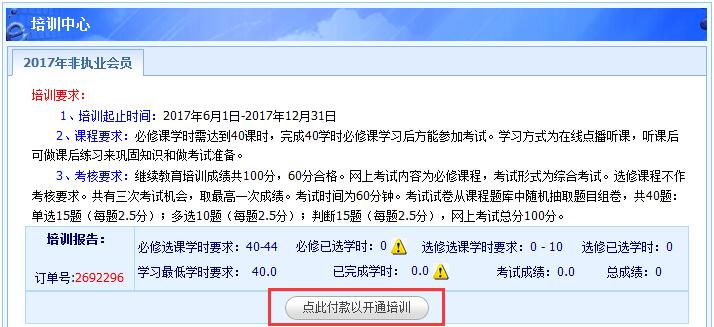 培训中心
2017年非执业会员
培训要求:
1、培训起止时间：2017年6月1日-2017年12月31日
2、课程要求：必修课学时需达到40课时，完成40学时必修课学习后方能参加考试。学习方式为在线点播听课，听课后
可做课后练习来巩固知识和做考试准备。
3、考核要求：继续教育培训成绩共100分，60分合格。网上考试内容为必修课程，考试形式为综合考试。选修课程不作
考核要求。共有三次考试机会，取最高一次成绩。考试时间为60分钟。考试试卷从课程题库中随机抽取题目组卷，共40题：
单选15题（每题2.5分）；多选10题（每题2.5分）；判断15题（每题2.5分），网上考试总分100分。
培训报告： 必修选课学时要求：40-44 必修已选学时：0 选修选课学时要求：0 - 10 选修已选学时：0
订单号:2692296 学习最低学时要求： 40.0 已完成学时： 0.0 考试成绩：0.0 总成绩：0
点此付款以开通培训